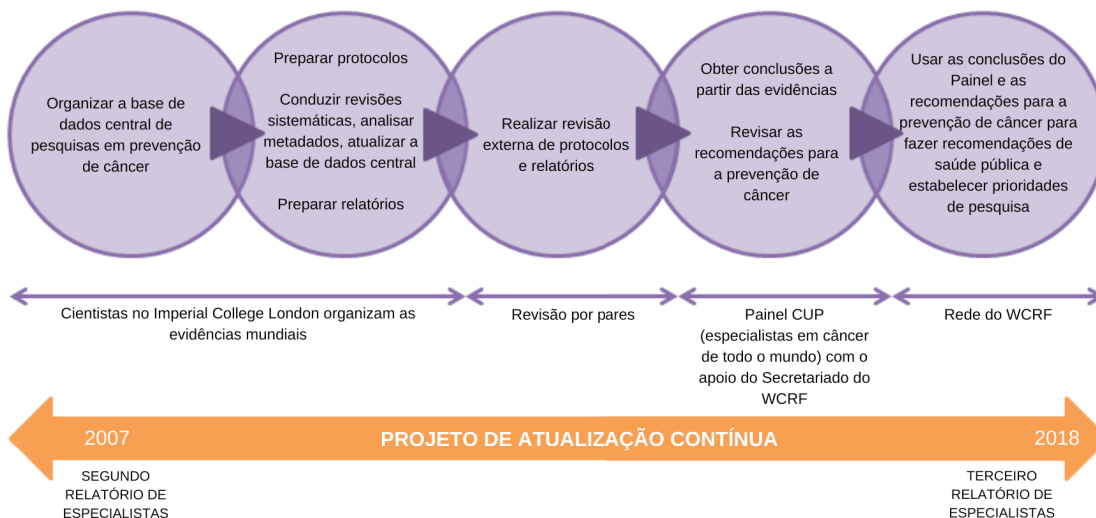 Organizar a base de
dados central de
pesquisas em prevenção
de câncer
Preparar protocolos
Conduzir revisões
sistemáticas, analisar
metadados, atualizar a
base de dados central
Preparar relatórios
Realizar revisão
externa de protocolos
e relatórios
Obter conclusões a
partir das evidências
Revisar as
recomendações para
a prevenção de
câncer
Usar as conclusões do
Painel e as
recomendações para a
prevenção de câncer para
fazer recomendações de
saúde pública e
estabelecer prioridades
de pesquisa
Cientistas no Imperial College London organizam as
evidências mundiais
Revisão por pares
Painel CUP
(especialistas em câncer
de todo o mundo) com o
apoio do Secretariado do
WCRF
Rede do WCRF
2007
PROJETO DE ATUALIZAÇÃO CONTÍNUA
2018
SEGUNDO
RELATÓRIO DE
ESPECIALISTAS
TERCEIRO
RELATÓRIO DE
ESPECIALISTAS